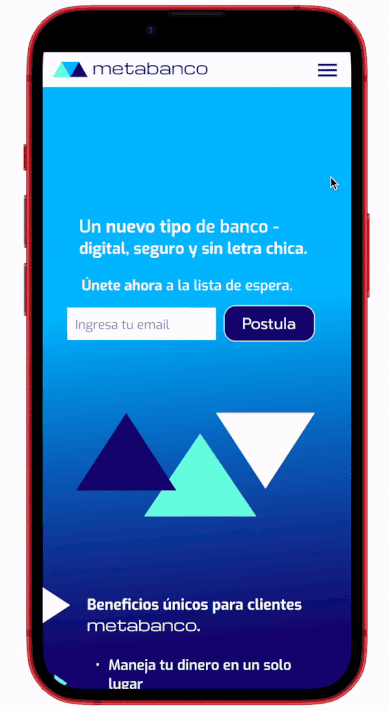 metabanco
Un nuevo tipo de banco -
digital, seguro y sin letra chica.
Únete ahora a la lista de espera.
Ingresa tu email
Postula
Beneficios únicos para clientes
metabanco.
• Maneja tu dinero en un solo
lugar